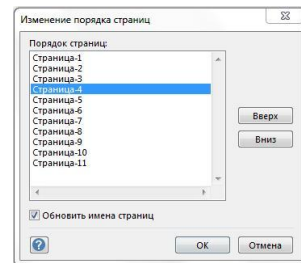 Изменение порядка страниц
Порядок страниц:
Страница-1
Страница-2
Страница-3
Страница-4
Страница-5
Страница-6
Страница-7
Страница-8
Страница-9
Страница-10
Страница-11
Вверх
Вниз
Обновить имена страниц
?
ОК
Отмена